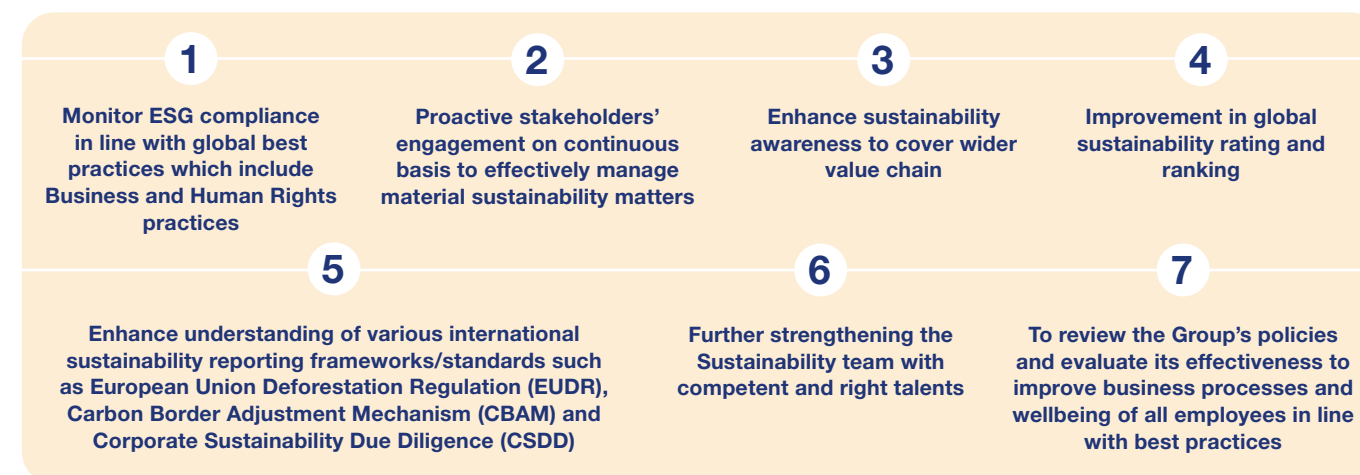 1
Monitor ESG compliance
in line with global best
practices which include
Business and Human Rights
practices
2
Proactive stakeholders’
engagement on continuous
basis to effectively manage
material sustainability matters
3
Enhance sustainability
awareness to cover wider
value chain
4
Improvement in global
sustainability rating and
ranking
5
Enhance understanding of various international
sustainability reporting frameworks/standards such
as European Union Deforestation Regulation (EUDR),
Carbon Border Adjustment Mechanism (CBAM) and
Corporate Sustainability Due Diligence (CSDD)
6
Further strengthening the
Sustainability team with
competent and right talents
7
To review the Group’s policies
and evaluate its effectiveness to
improve business processes and
wellbeing of all employees in line
with best practices